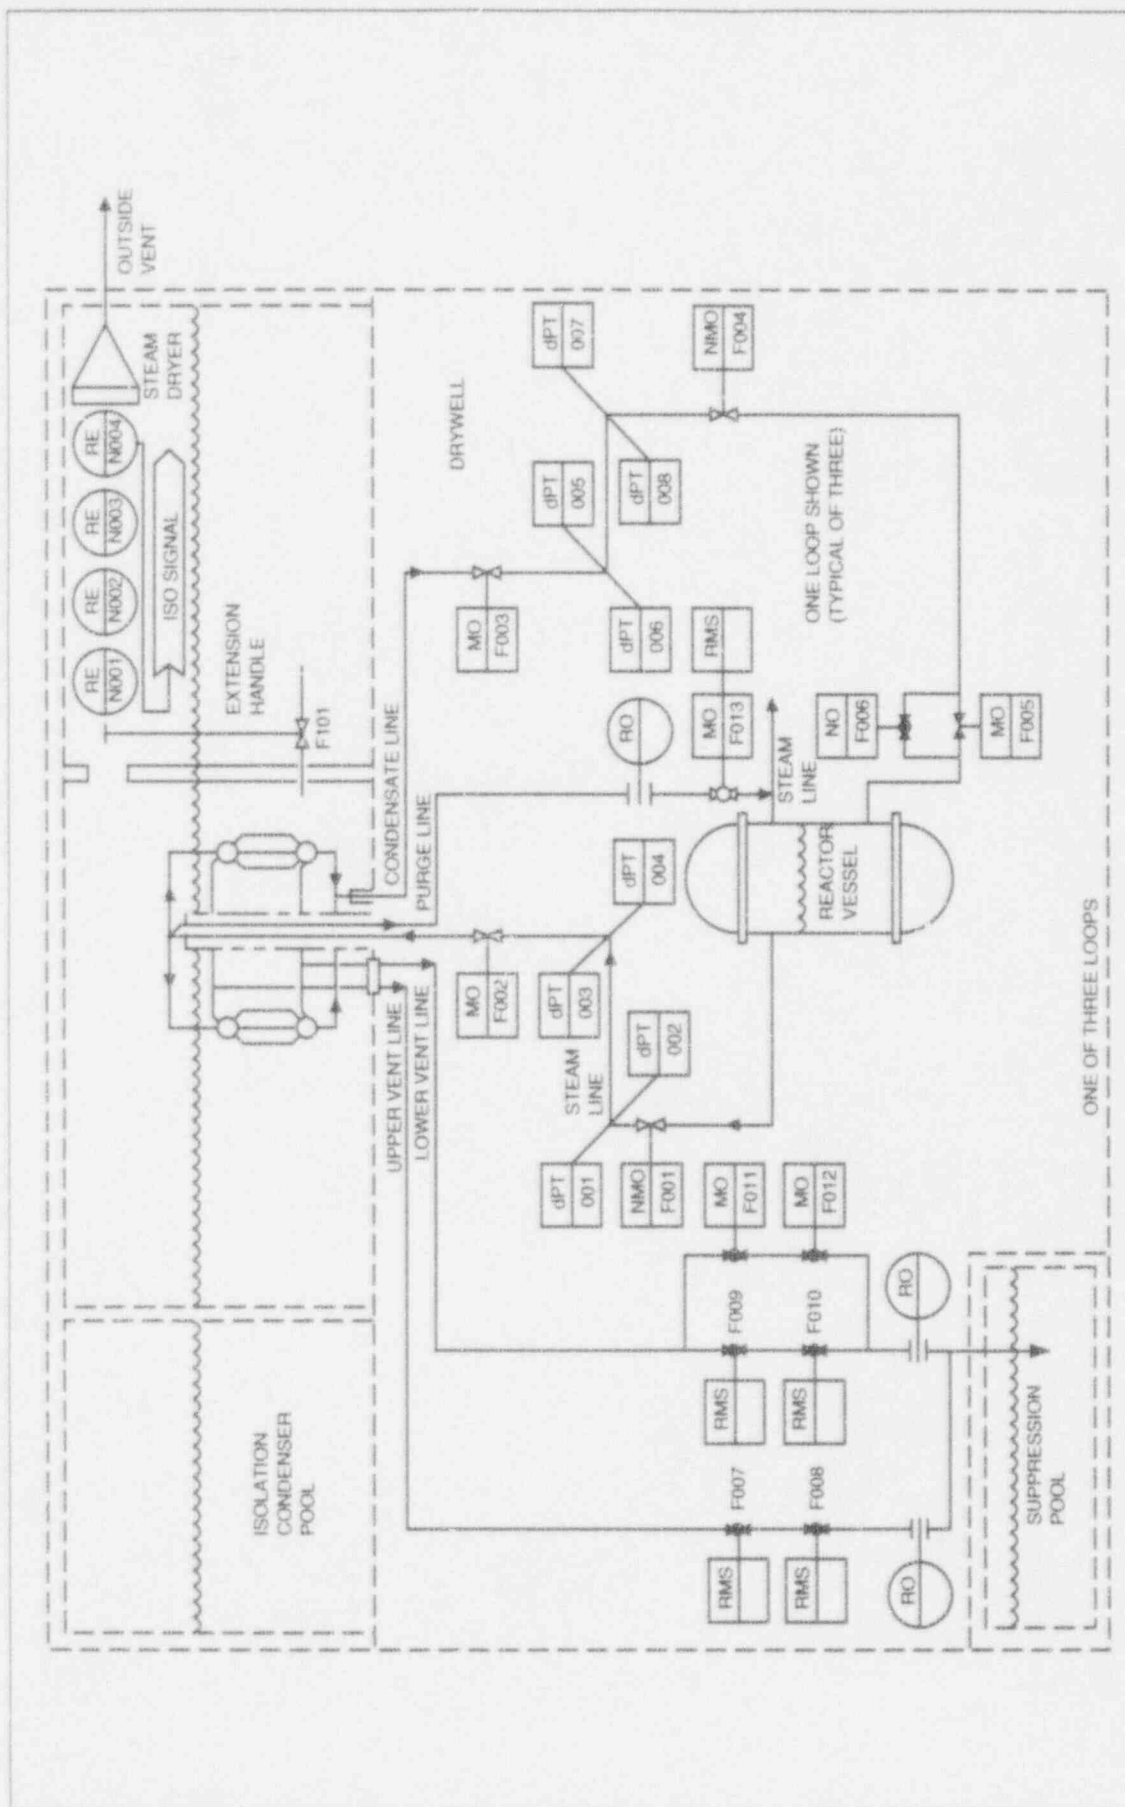 RE
N001
RE
N002
RE
N003
RE
N004
ISO SIGNAL
STEAM
DRYER
OUTSIDE
VENT
EXTENSION
HANDLE
F101
ISOLATION
CONDENSER
POOL
UPPER VENT LINE
LOWER VENT LINE
CONDENSATE LINE
PURGE LINE
DRYWELL
MO
F002
MO
F003
dPT
001
dPT
002
dPT
003
dPT
004
dPT
005
dPT
006
dPT
007
dPT
008
STEAM
LINE
NMO
F001
NMO
F004
RO
RMS
MO
F013
STEAM
LINE
ONE LOOP SHOWN
(TYPICAL OF THREE)
RMS
F007
RMS
F009
MO
F011
RMS
F008
RMS
F010
MO
F012
REACTOR
VESSEL
NO
F006
MO
F005
RO
RO
SUPPRESSION
POOL
ONE OF THREE LOOPS